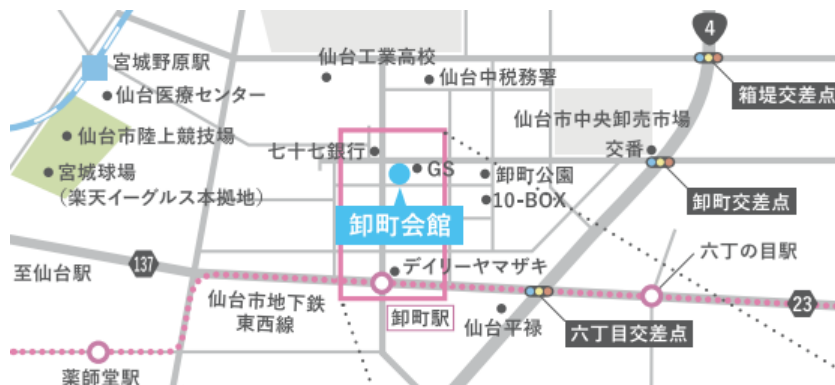 4
宮城野原駅
仙台工業高校
仙台中税務署
仙台医療センター
箱堤交差点
仙台市中央卸売市場
仙台市陸上競技場
七十七銀行
交番
宮城球場
（楽天イーグルス本拠地）
GS
卸町公園
10-BOX
卸町交差点
卸町会館
六丁の目駅
至仙台駅
137
デイリーヤマザキ
仙台市地下鉄
東西線
卸町駅
仙台平禄
六丁目交差点
23
薬師堂駅